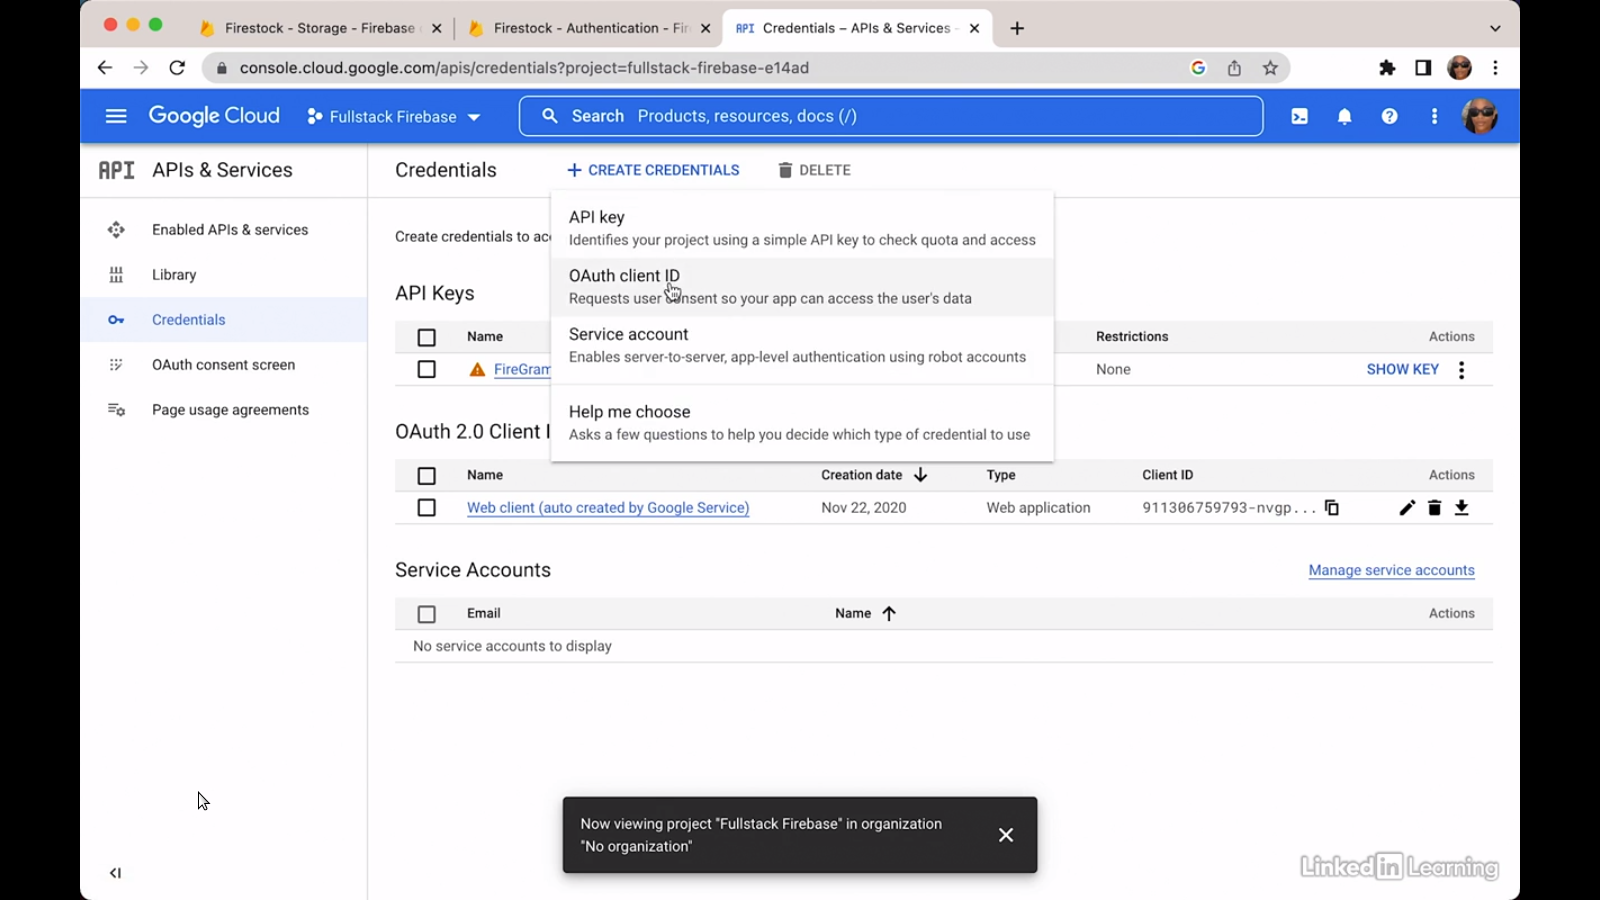 Firestock - Storage - Firebase
Firestock - Authentication - Fir
API Credentials – APIs & Services -
console.cloud.google.com/apis/credentials?project=fullstack-firebase-e14ad
Google Cloud
Fullstack Firebase
Search Products, resources, docs (/)
API APIs & Services
Credentials
+ CREATE CREDENTIALS
DELETE
Enabled APIs & services
Library
Credentials
OAuth consent screen
Page usage agreements
Create credentials to acc
API key
Identifies your project using a simple API key to check quota and access
OAuth client ID
Requests user consent so your app can access the user's data
Service account
Enables server-to-server, app-level authentication using robot accounts
Help me choose
Asks a few questions to help you decide which type of credential to use
API Keys
Name Restrictions Actions
FireGram None SHOW KEY
OAuth 2.0 Client I
Name Creation date Type Client ID Actions
Web client (auto created by Google Service) Nov 22, 2020 Web application 911306759793-nvgp...
Service Accounts
Manage service accounts
Email Name Actions
No service accounts to display
Now viewing project "Fullstack Firebase" in organization
"No organization"
LinkedIn Learning